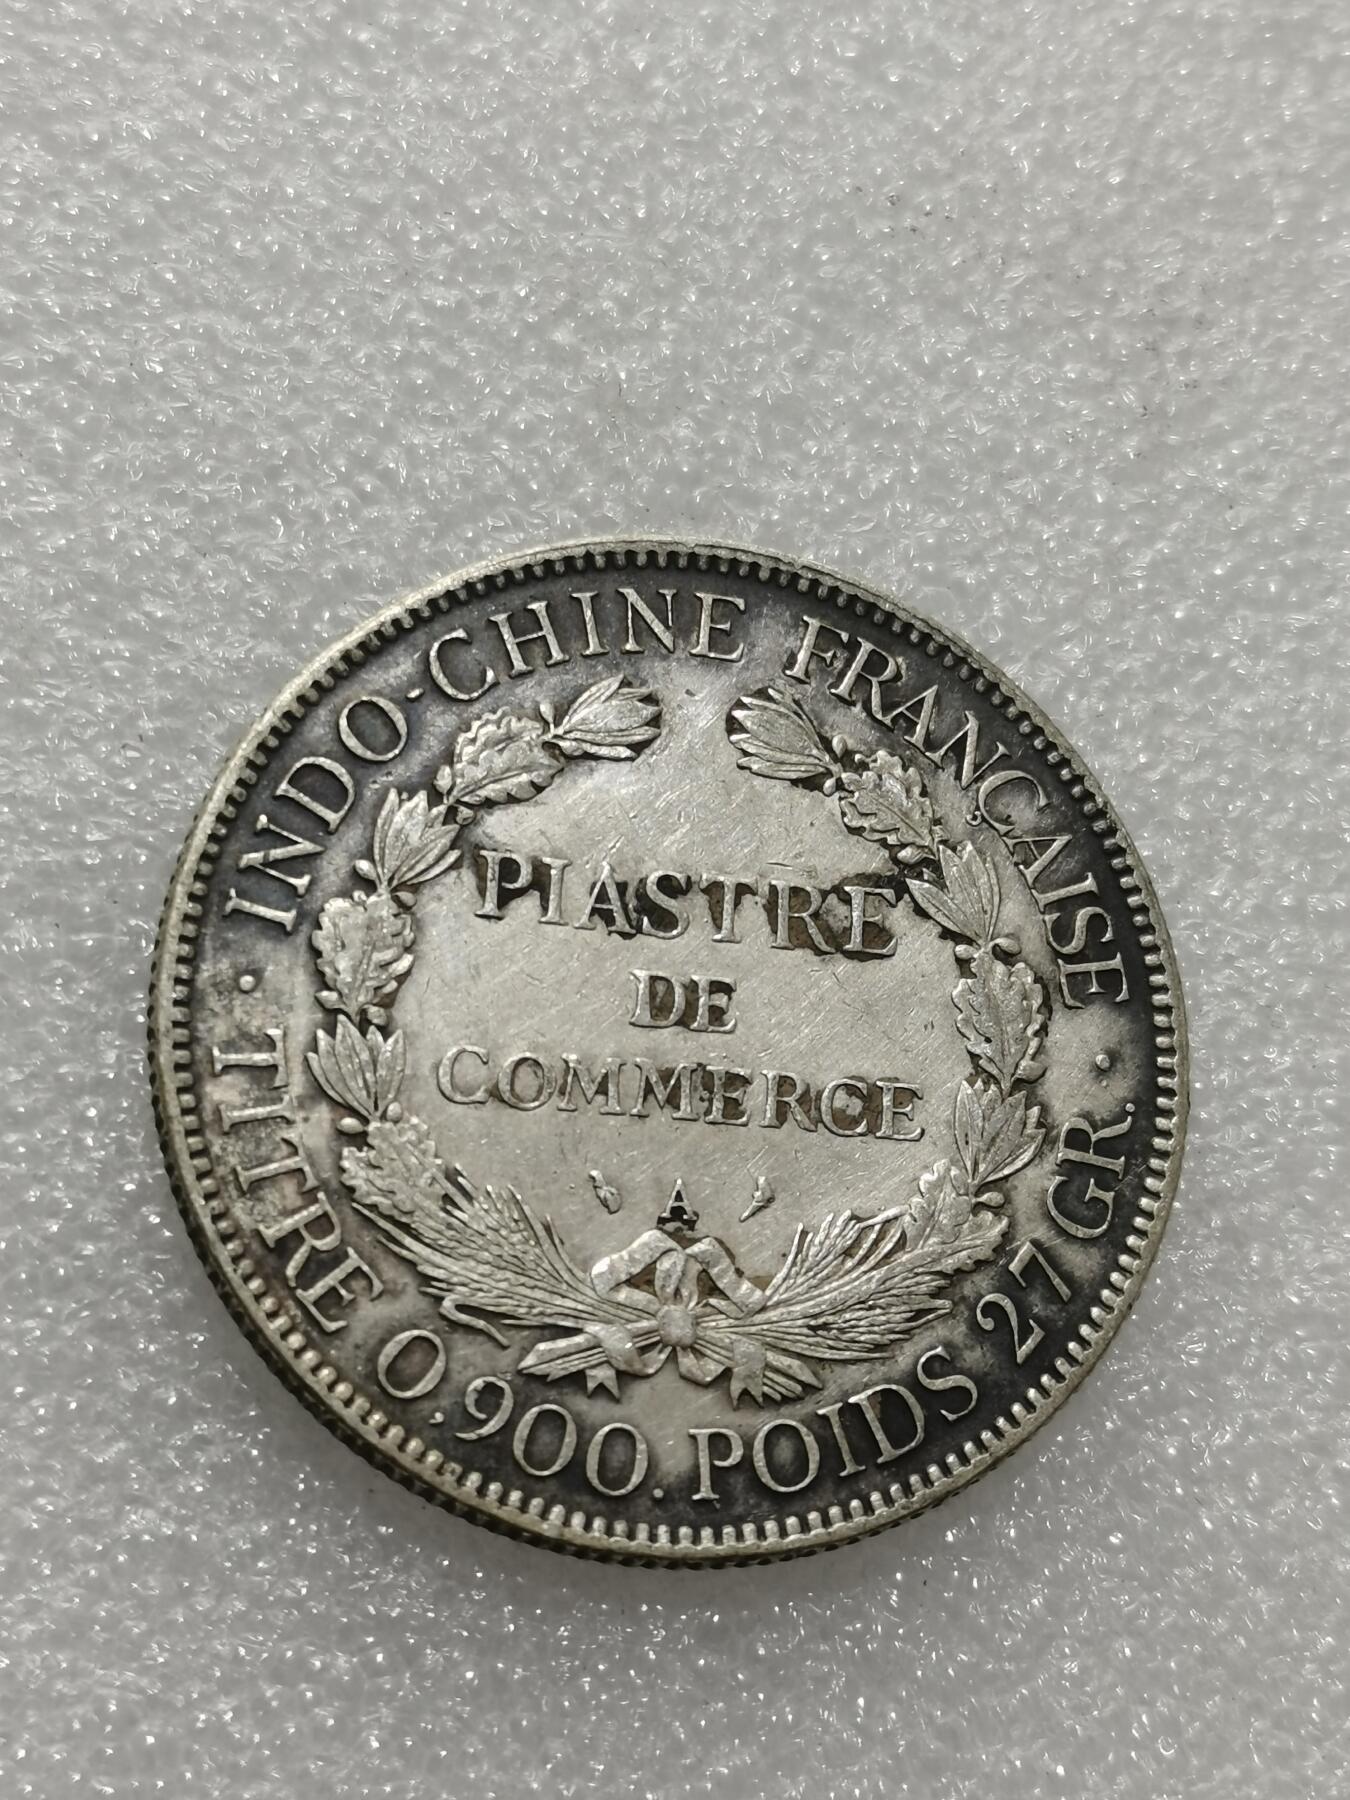 · INDO-CHINE FRANÇAISE ·
PIASTRE
DE
COMMERCE
A
TITRE 0,900. POIDS 27 GR.